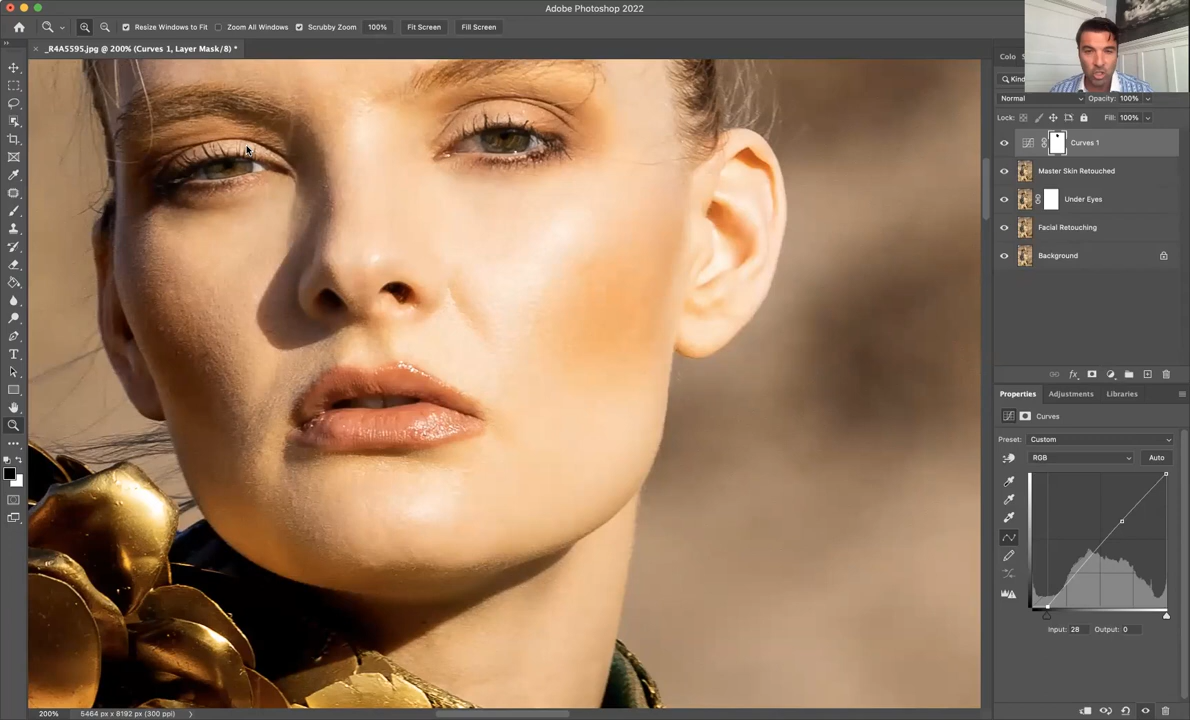 Adobe Photoshop 2022
Resize Windows to Fit
Zoom All Windows
Scrubby Zoom
100%
Fit Screen
Fill Screen
_R4A5595.jpg @ 200% (Curves 1, Layer Mask/8) *
Colo
Kind
Normal
Opacity: 100%
Lock:
Fill: 100%
Curves 1
Master Skin Retouched
Under Eyes
Facial Retouching
Background
fx
Properties
Adjustments
Libraries
Curves
Preset: Custom
RGB
Auto
Input: 28
Output: 0
200%
5464 px x 8192 px (300 ppi)